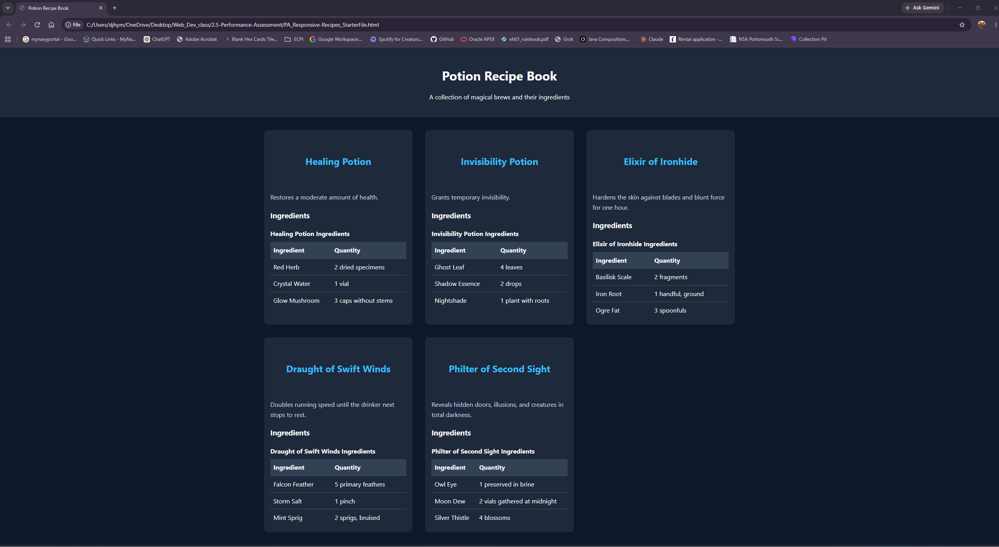 Potion Recipe Book
Ask Gemini
File
C:/Users/djhym/OneDrive/Desktop/Web_Dev_class/2.5-Performance-Assessment/PA_Responsive-Recipes_StarterFile.html
mynavyportal - Goo...
Quick Links - MyNa...
ChatGPT
Adobe Acrobat
Blank Hex Cards Tile...
ECPI
Google Workspace:...
Spotify for Creators...
GitHub
Oracle APEX
eh01_rulebook.pdf
Grok
Java Composition:...
Claude
Rental application -...
NSA Portsmouth Sc...
Collection Pit
Potion Recipe Book
A collection of magical brews and their ingredients
Healing Potion
Restores a moderate amount of health.
Ingredients
Healing Potion Ingredients
Ingredient Quantity
Red Herb 2 dried specimens
Crystal Water 1 vial
Glow Mushroom 3 caps without stems
Invisibility Potion
Grants temporary invisibility.
Ingredients
Invisibility Potion Ingredients
Ingredient Quantity
Ghost Leaf 4 leaves
Shadow Essence 2 drops
Nightshade 1 plant with roots
Elixir of Ironhide
Hardens the skin against blades and blunt force
for one hour.
Ingredients
Elixir of Ironhide Ingredients
Ingredient Quantity
Basilisk Scale 2 fragments
Iron Root 1 handful, ground
Ogre Fat 3 spoonfuls
Draught of Swift Winds
Doubles running speed until the drinker next
stops to rest.
Ingredients
Draught of Swift Winds Ingredients
Ingredient Quantity
Falcon Feather 5 primary feathers
Storm Salt 1 pinch
Mint Sprig 2 sprigs, bruised
Philter of Second Sight
Reveals hidden doors, illusions, and creatures in
total darkness.
Ingredients
Philter of Second Sight Ingredients
Ingredient Quantity
Owl Eye 1 preserved in brine
Moon Dew 2 vials gathered at midnight
Silver Thistle 4 blossoms